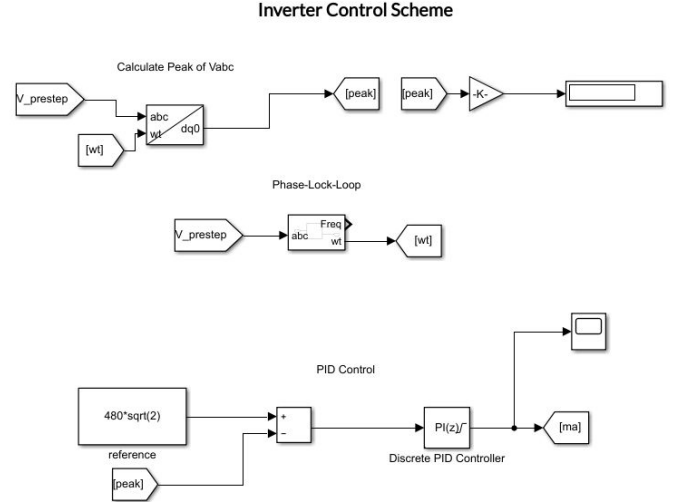 Inverter Control Scheme
Calculate Peak of Vabc
V_prestep
[wt]
abc
wt
dq0
[peak]
[peak]
-K-
Phase-Lock-Loop
V_prestep
abc
Freq
wt
[wt]
PID Control
480*sqrt(2)
reference
[peak]
+
−
PI(z)
Discrete PID Controller
[ma]